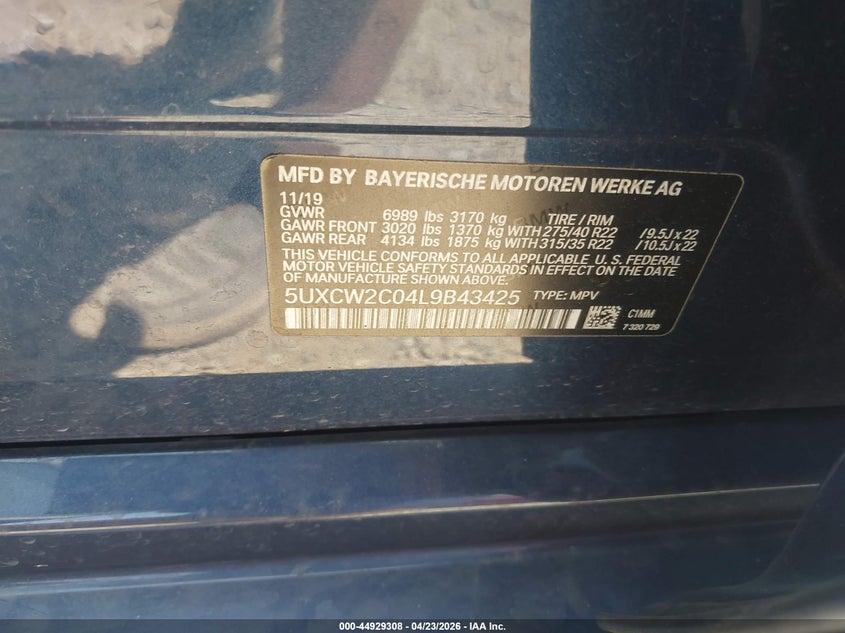 MFD BY BAYERISCHE MOTOREN WERKE AG
11/19
GVWR 6989 lbs 3170 kg TIRE / RIM
GAWR FRONT 3020 lbs 1370 kg WITH 275/40 R22 /9.5J x 22
GAWR REAR 4134 lbs 1875 kg WITH 315/35 R22 /10.5J x 22
THIS VEHICLE CONFORMS TO ALL APPLICABLE U. S. FEDERAL
MOTOR VEHICLE SAFETY STANDARDS IN EFFECT ON THE DATE
OF MANUFACTURE SHOWN ABOVE.
5UXCW2C04L9B43425 TYPE: MPV
C1MM
7 320 729
000-44929308 | 04/23/2026 | IAA Inc.